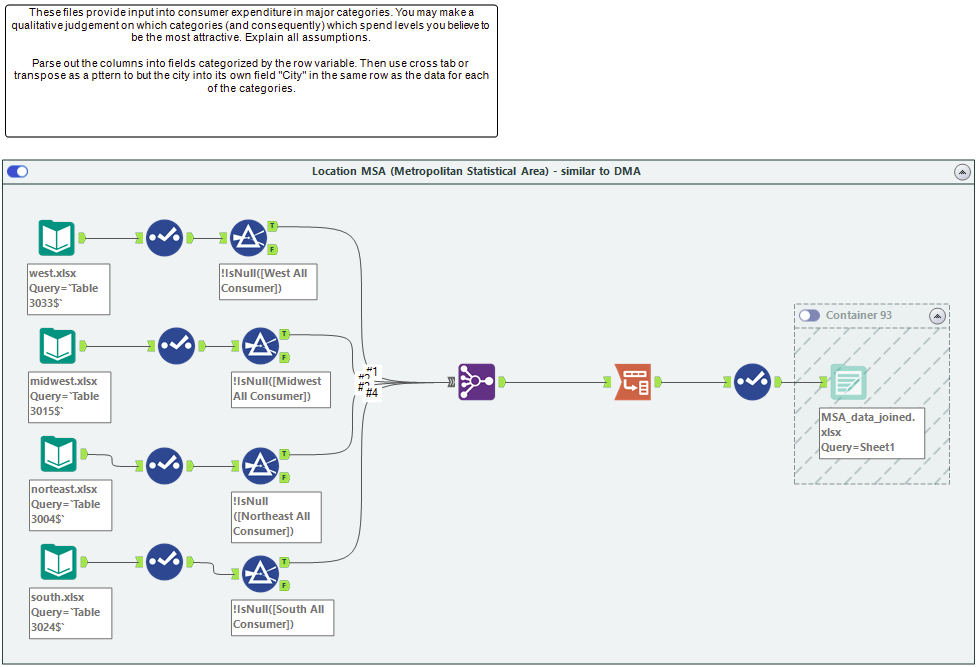 These files provide input into consumer expenditure in major categories. You may make a
qualitative judgement on which categories (and consequently) which spend levels you believe to
be the most attractive. Explain all assumptions.
Parse out the columns into fields categorized by the row variable. Then use cross tab or
transpose as a pttern to but the city into its own field "City" in the same row as the data for each
of the categories.
Location MSA (Metropolitan Statistical Area) - similar to DMA
T
F
west.xlsx
Query=`Table
3033$`
!IsNull([West All
Consumer])
T
F
midwest.xlsx
Query=`Table
3015$`
!IsNull([Midwest
All Consumer])
#1
#2
#3
#4
Container 93
MSA_data_joined.
xlsx
Query=Sheet1
T
F
norteast.xlsx
Query=`Table
3004$`
!IsNull
([Northeast All
Consumer])
T
F
south.xlsx
Query=`Table
3024$`
!IsNull([South All
Consumer])